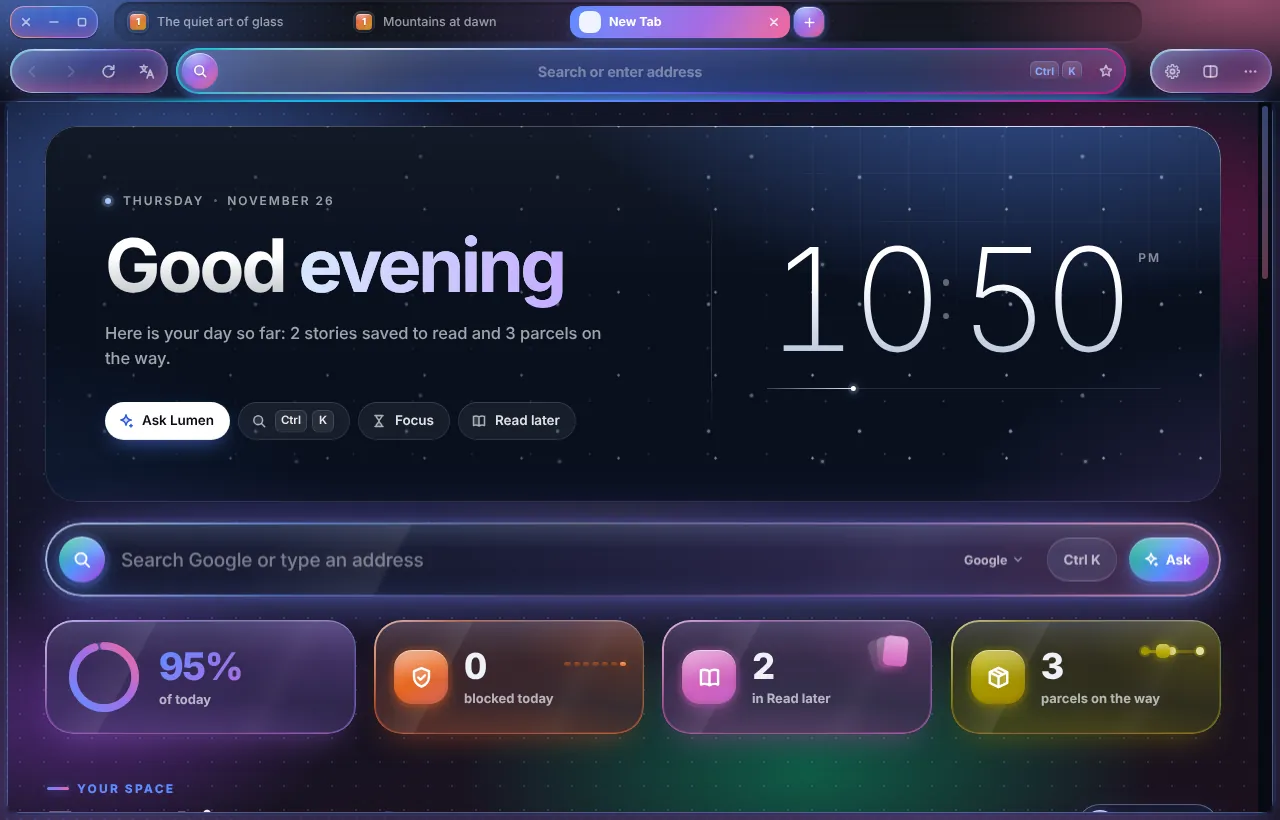 1 The quiet art of glass
1 Mountains at dawn
New Tab
Search or enter address
Ctrl K
THURSDAY · NOVEMBER 26
Good evening
Here is your day so far: 2 stories saved to read and 3 parcels on
the way.
Ask Lumen
Ctrl K
Focus
Read later
10:50 PM
Search Google or type an address
Google
Ctrl K
Ask
95%
of today
0
blocked today
2
in Read later
3
parcels on the way
YOUR SPACE